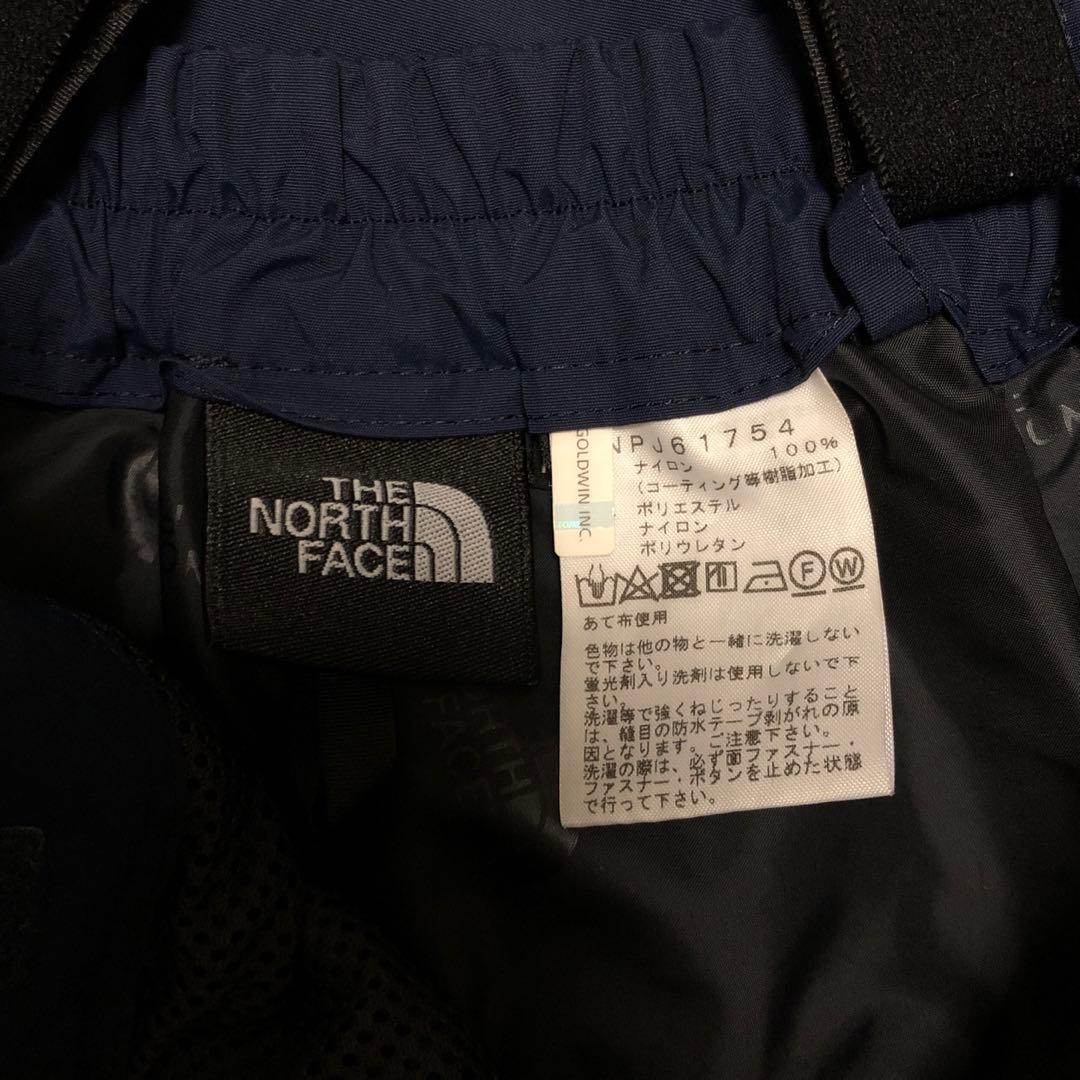 THE
NORTH
FACE
GOLDWIN INC.
NPJ61754
ナイロン 100%
(コーティング等樹脂加工)
ポリエステル
ナイロン
ポリウレタン
F W
あて布使用
色物は他の物と一緒に洗濯しない
で下さい。
蛍光剤入り洗剤は使用しないで下
さい。
洗濯等で強くねじったりすること
は、縫目の防水テープ剥がれの原
因となります。ご注意下さい。
洗濯の際は、必ず面ファスナー・
ファスナー・ボタンを止めた状態
で行って下さい。
RTH
FACE